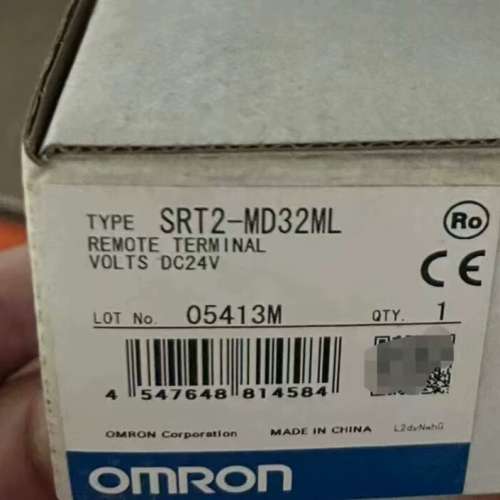 TYPE SRT2-MD32ML
Ro
REMOTE TERMINAL
VOLTS DC24V
CE
LOT No. 05413M QTY. 1
4 547648 814584
OMRON Corporation MADE IN CHINA L2dvNwhG
OMRON